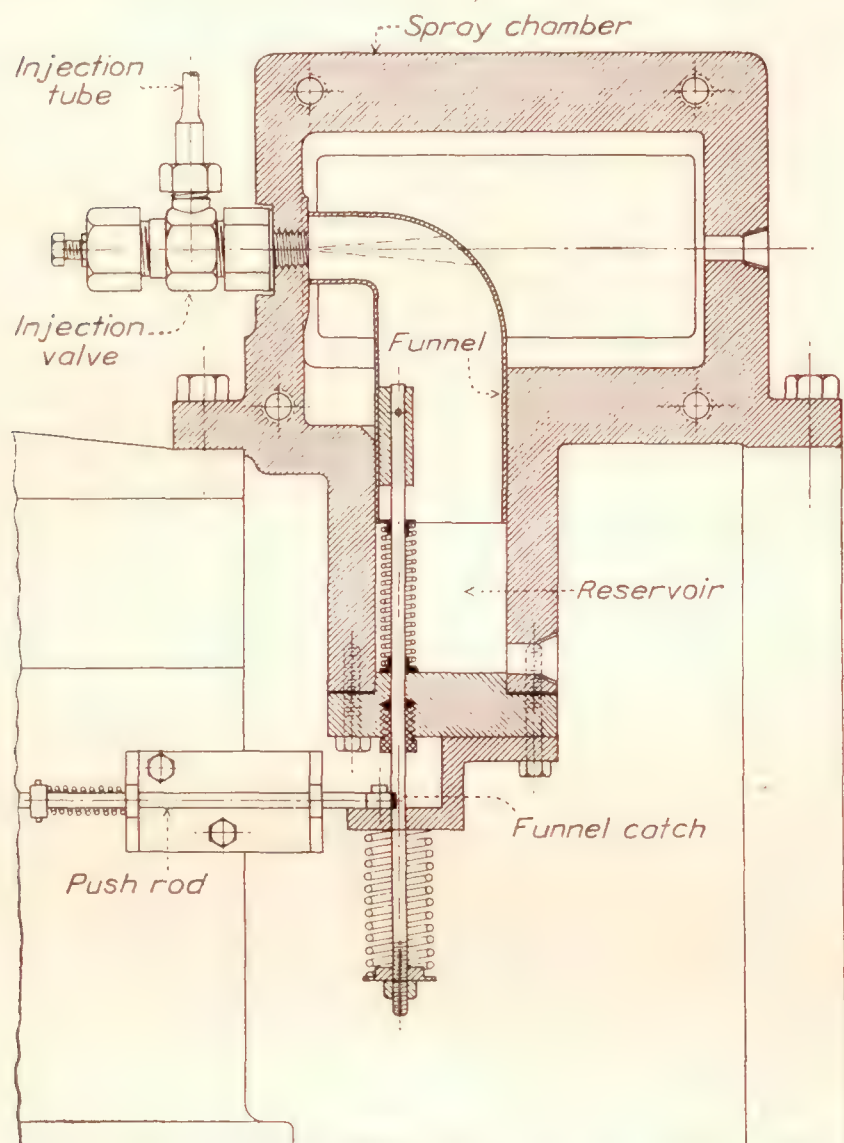 Spray chamber
Injection
tube
Injection
valve
Funnel
Reservoir
Funnel catch
Push rod